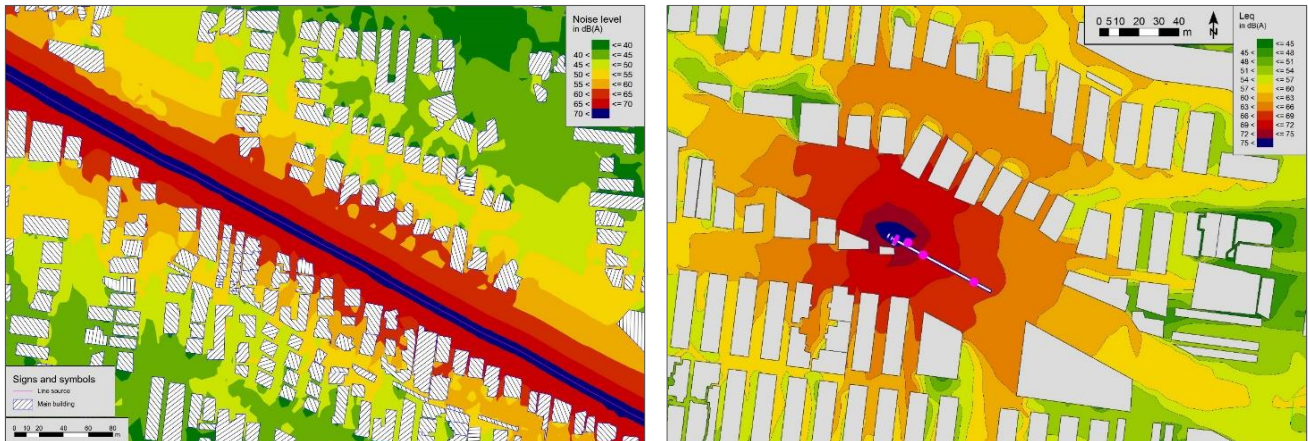 Noise level
in dB(A)
<= 40
40 < <= 45
45 < <= 50
50 < <= 55
55 < <= 60
60 < <= 65
65 < <= 70
70 <
Signs and symbols
Line source
Main building
0 10 20 40 60 80
m
0 5 10 20 30 40
m
N
Leq
in dB(A)
<= 45
45 < <= 48
48 < <= 51
51 < <= 54
54 < <= 57
57 < <= 60
60 < <= 63
63 < <= 66
66 < <= 69
69 < <= 72
72 < <= 75
75 <